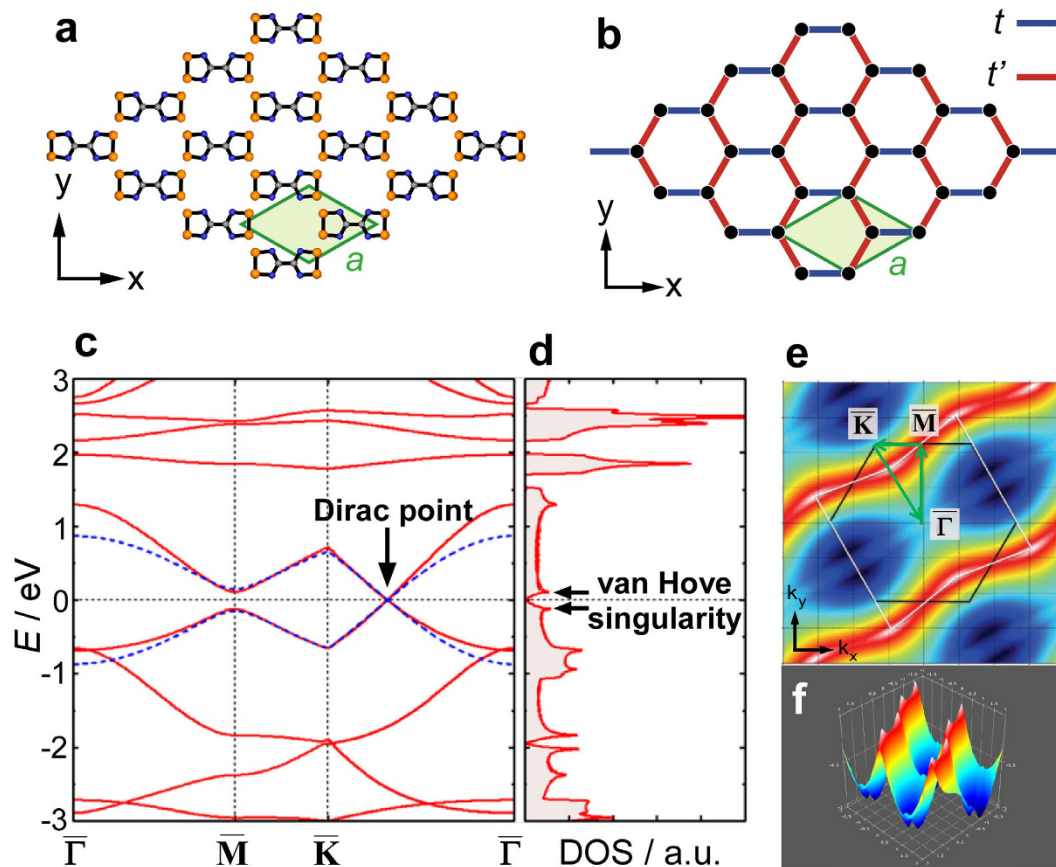 a
y
x
a
b
t
t’
y
x
a
c
3
2
1
0
-1
-2
-3
E / eV
Dirac point
Γ
M
K
Γ
d
van Hove
singularity
DOS / a.u.
e
K
M
Γ
k_y
k_x
f